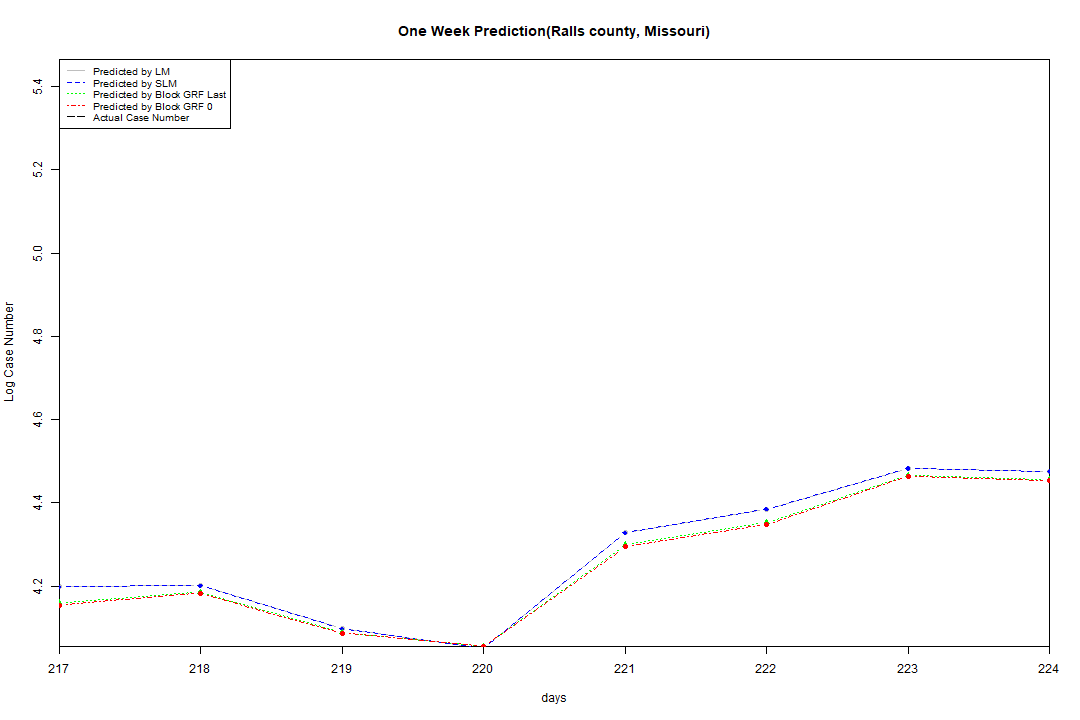 One Week Prediction(Ralls county, Missouri)
Predicted by LM
Predicted by SLM
Predicted by Block GRF Last
Predicted by Block GRF 0
Actual Case Number
Log Case Number
5.4
5.2
5.0
4.8
4.6
4.4
4.2
217 218 219 220 221 222 223 224
days